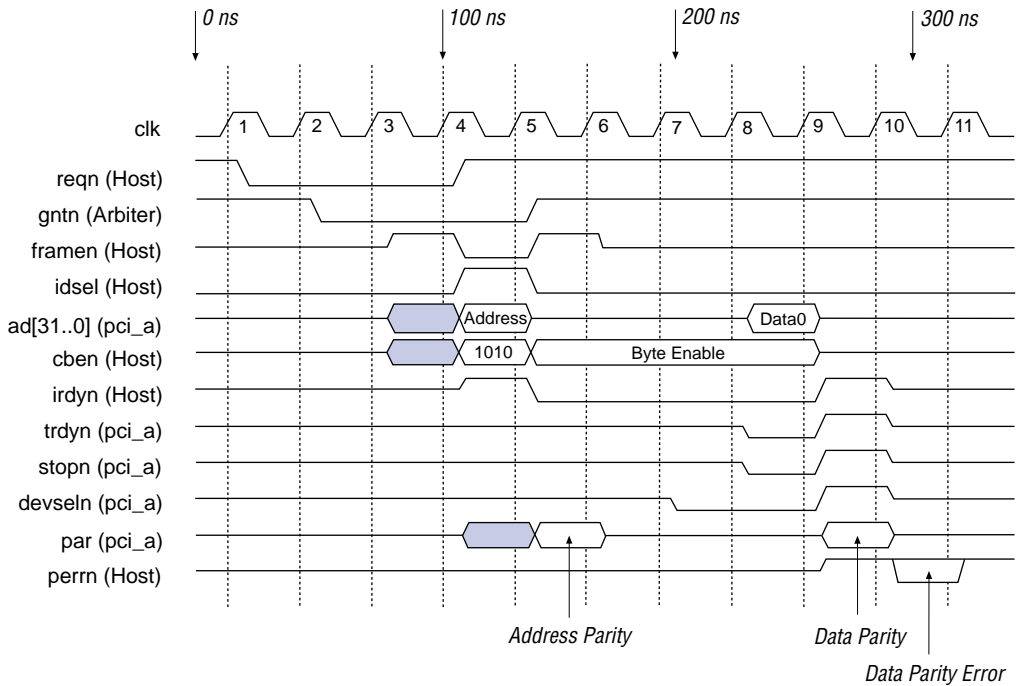 0 ns
100 ns
200 ns
300 ns
clk
1 2 3 4 5 6 7 8 9 10 11
reqn (Host)
gntn (Arbiter)
framen (Host)
idsel (Host)
ad[31..0] (pci_a)
Address
Data0
cben (Host)
1010
Byte Enable
irdyn (Host)
trdyn (pci_a)
stopn (pci_a)
devseln (pci_a)
par (pci_a)
perrn (Host)
Address Parity
Data Parity
Data Parity Error